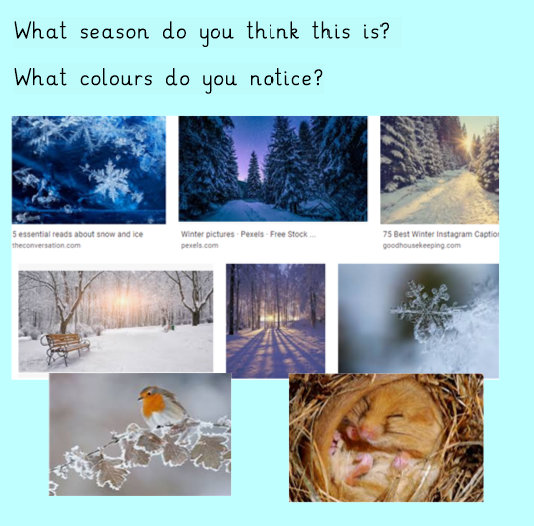 What season do you think this is?
What colours do you notice?
5 essential reads about snow and ice
theconversation.com
Winter pictures · Pexels · Free Stock ...
pexels.com
75 Best Winter Instagram Captio
goodhousekeeping.com